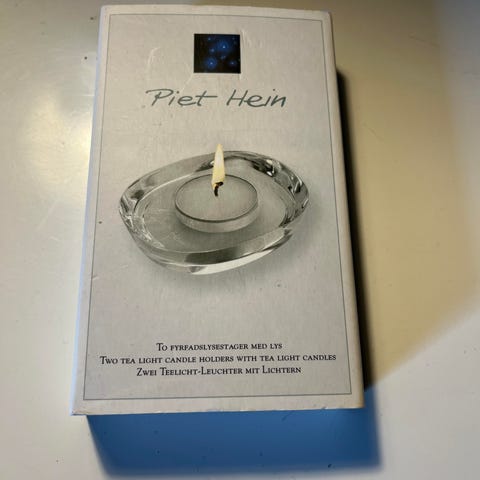 Piet Hein
To fyrfadslysestager med lys
Two tea light candle holders with tea light candles
Zwei Teelicht-Leuchter mit Lichtern